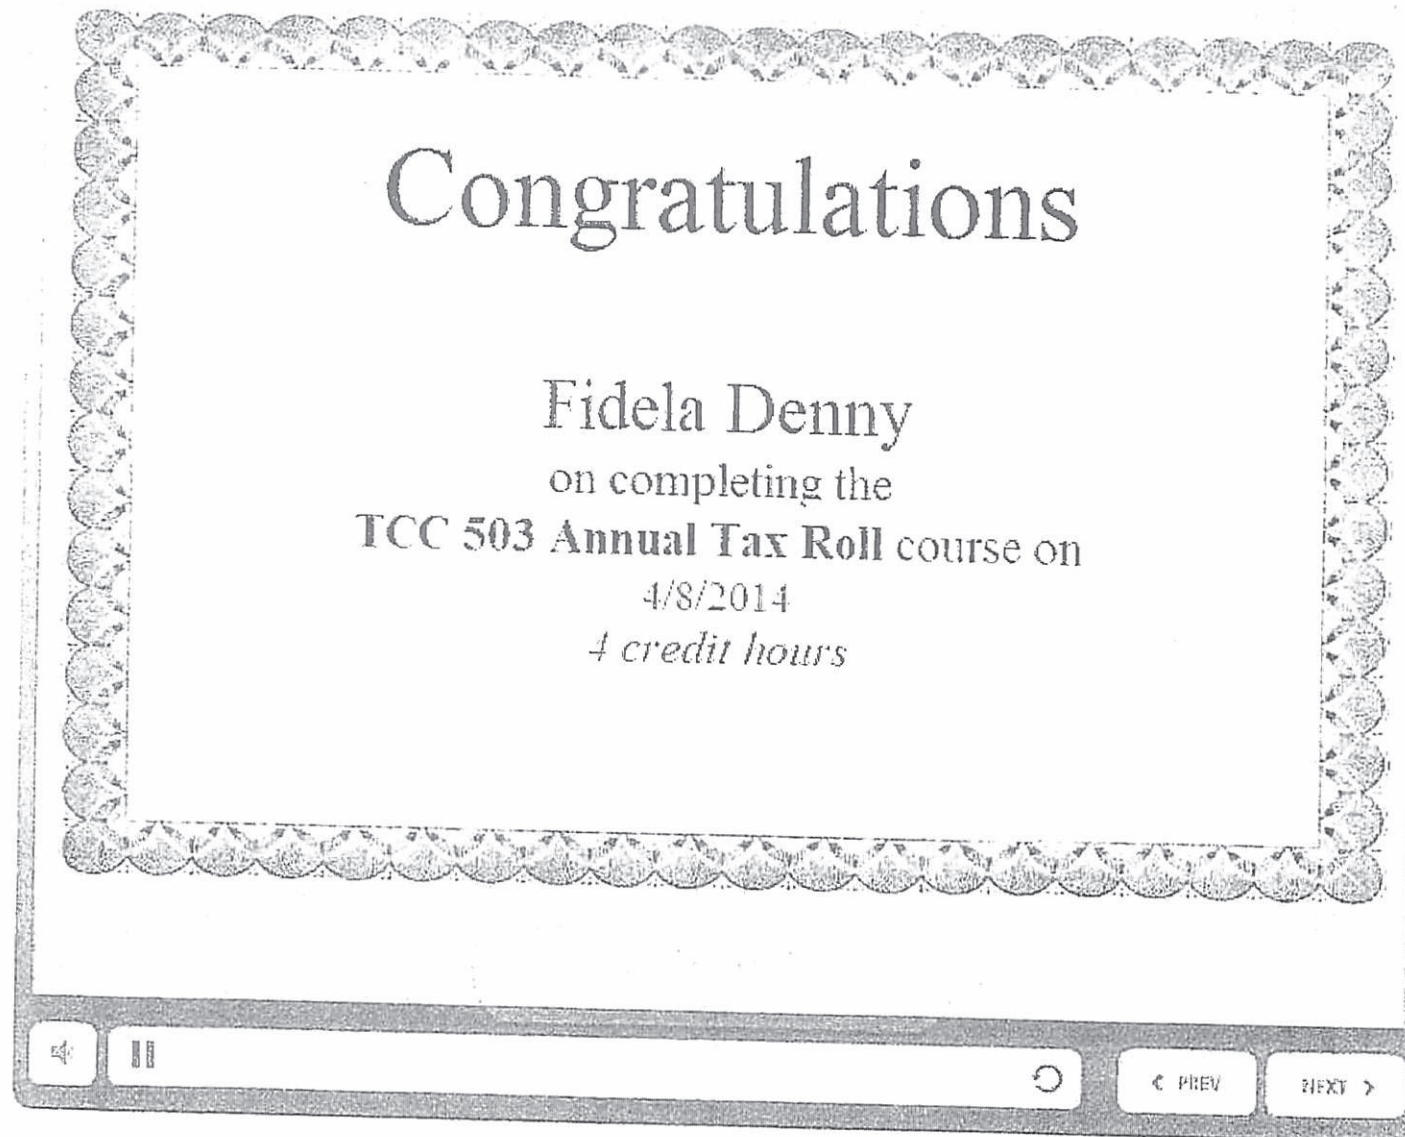 Congratulations
Fidela Denny
on completing the
TCC 503 Annual Tax Roll course on
4/8/2014
4 credit hours
< PREV
NEXT >